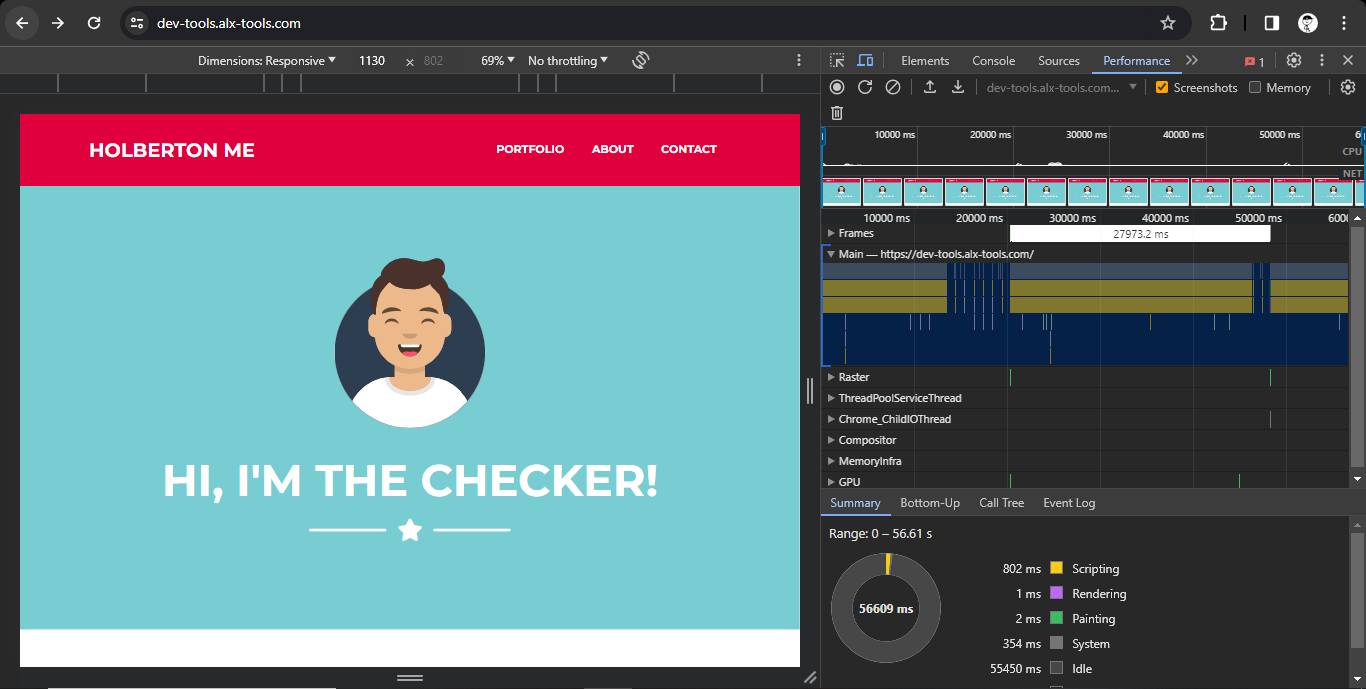 dev-tools.alx-tools.com
Dimensions: Responsive 1130 × 802 69% No throttling
Elements Console Sources Performance 1
dev-tools.alx-tools.com... Screenshots Memory
10000 ms 20000 ms 30000 ms 40000 ms 50000 ms 6
CPU
NET
10000 ms 20000 ms 30000 ms 40000 ms 50000 ms 6000
Frames 27973.2 ms
Main — https://dev-tools.alx-tools.com/
Raster
ThreadPoolServiceThread
Chrome_ChildIOThread
Compositor
MemoryInfra
GPU
Summary Bottom-Up Call Tree Event Log
Range: 0 – 56.61 s
56609 ms
802 ms Scripting
1 ms Rendering
2 ms Painting
354 ms System
55450 ms Idle
HOLBERTON ME PORTFOLIO ABOUT CONTACT
HI, I'M THE CHECKER!